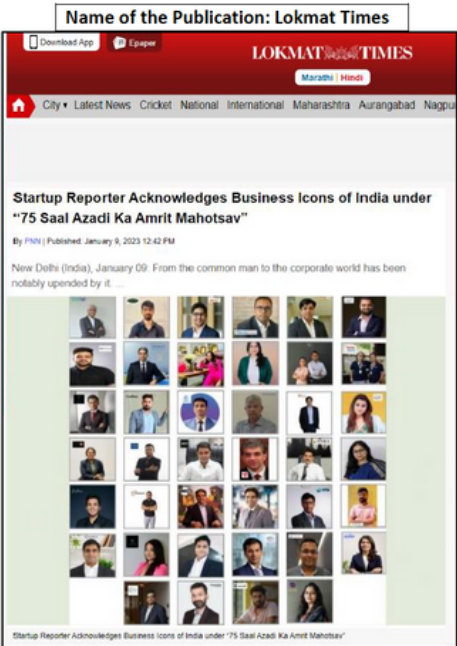 Name of the Publication: Lokmat Times
Download App
Epaper
LOKMAT TIMES
Marathi | Hindi
City ▾ Latest News Cricket National International Maharashtra Aurangabad Nagpu
Startup Reporter Acknowledges Business Icons of India under
“75 Saal Azadi Ka Amrit Mahotsav”
By PNN | Published: January 9, 2023 12:42 PM
New Delhi (India), January 09: From the common man to the corporate world has been
notably upended by it. ...
Startup Reporter Acknowledges Business Icons of India under "75 Saal Azadi Ka Amrit Mahotsav"